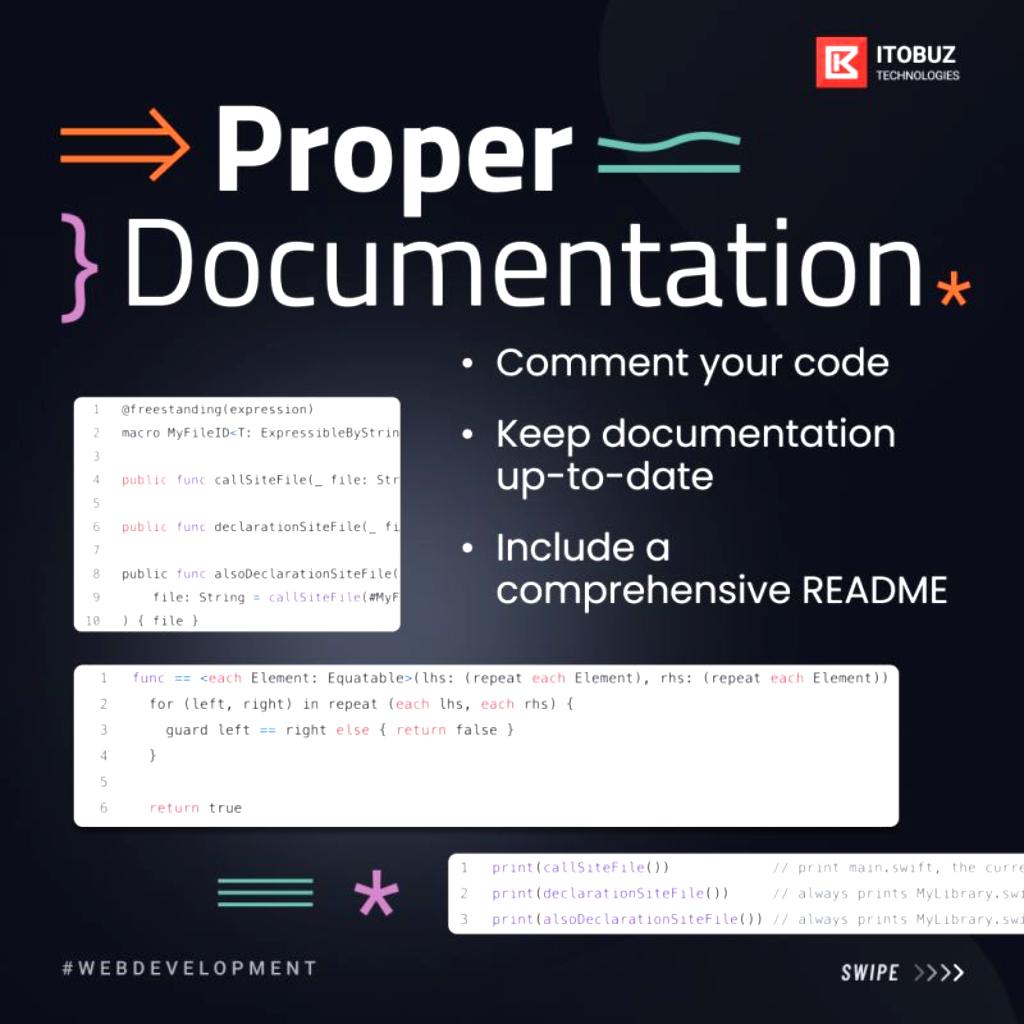 ITOBUZ
TECHNOLOGIES
Proper
Documentation
• Comment your code
• Keep documentation
up-to-date
• Include a
comprehensive README
1 @freestanding(expression)
2 macro MyFileID<T: ExpressibleByStrin
3
4 public func callSiteFile(_ file: Str
5
6 public func declarationSiteFile(_ fi
7
8 public func alsoDeclarationSiteFile(
9 file: String = callSiteFile(#MyF
10 ) { file }
1 func == <each Element: Equatable>(lhs: (repeat each Element), rhs: (repeat each Element))
2 for (left, right) in repeat (each lhs, each rhs) {
3 guard left == right else { return false }
4 }
5
6 return true
1 print(callSiteFile()) // print main.swift, the curre
2 print(declarationSiteFile()) // always prints MyLibrary.swi
3 print(alsoDeclarationSiteFile()) // always prints MyLibrary.swi
#WEBDEVELOPMENT
SWIPE >>>>